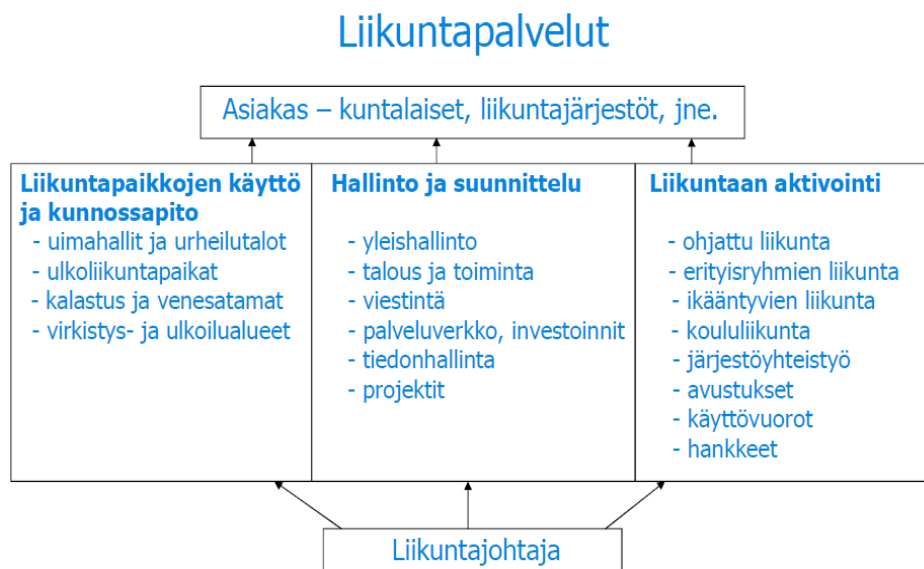 Liikuntapalvelut
Asiakas – kuntalaiset, liikuntajärjestöt, jne.
Liikuntapaikkojen käyttö
ja kunnossapito
- uimahallit ja urheilutalot
- ulkoliikuntapaikat
- kalastus ja venesatamat
- virkistys- ja ulkoilualueet
Hallinto ja suunnittelu
- yleishallinto
- talous ja toiminta
- viestintä
- palveluverkko, investoinnit
- tiedonhallinta
- projektit
Liikuntaan aktivointi
- ohjattu liikunta
- erityisryhmien liikunta
- ikääntyvien liikunta
- koululiikunta
- järjestöyhteistyö
- avustukset
- käyttövuorot
- hankkeet
Liikuntajohtaja